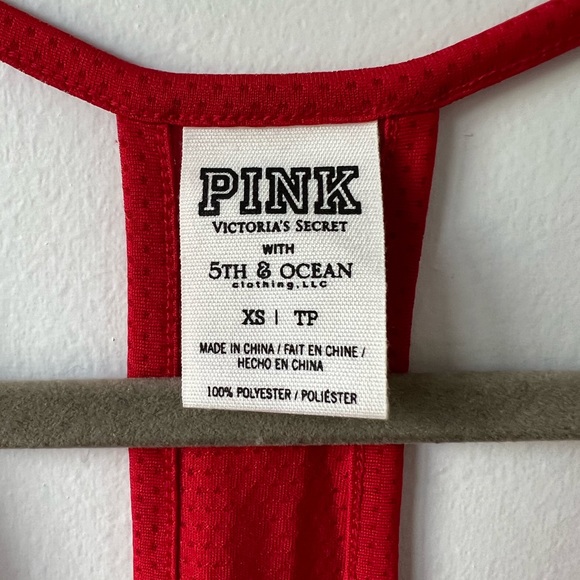 PINK
VICTORIA'S SECRET
WITH
5TH & OCEAN
clothing, LLC
XS | TP
MADE IN CHINA / FAIT EN CHINE /
HECHO EN CHINA
100% POLYESTER / POLIÉSTER